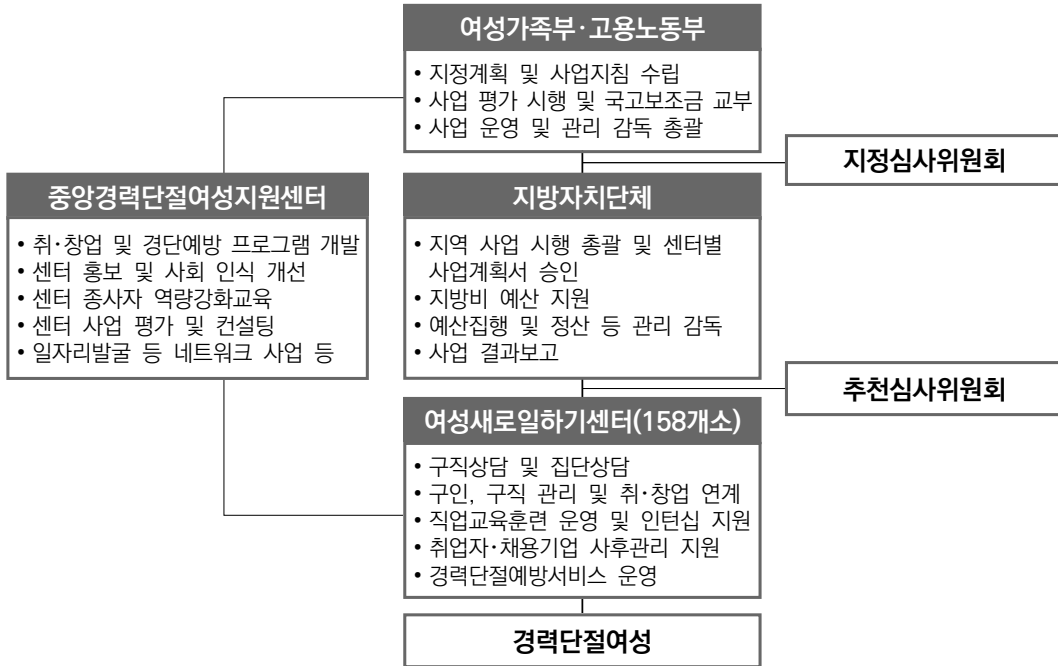 여성가족부·고용노동부
• 지정계획 및 사업지침 수립
• 사업 평가 시행 및 국고보조금 교부
• 사업 운영 및 관리 감독 총괄
지정심사위원회
중앙경력단절여성지원센터
• 취·창업 및 경단예방 프로그램 개발
• 센터 홍보 및 사회 인식 개선
• 센터 종사자 역량강화교육
• 센터 사업 평가 및 컨설팅
• 일자리발굴 등 네트워크 사업 등
지방자치단체
• 지역 사업 시행 총괄 및 센터별
사업계획서 승인
• 지방비 예산 지원
• 예산집행 및 정산 등 관리 감독
• 사업 결과보고
추천심사위원회
여성새로일하기센터(158개소)
• 구직상담 및 집단상담
• 구인, 구직 관리 및 취·창업 연계
• 직업교육훈련 운영 및 인턴십 지원
• 취업자·채용기업 사후관리 지원
• 경력단절예방서비스 운영
경력단절여성